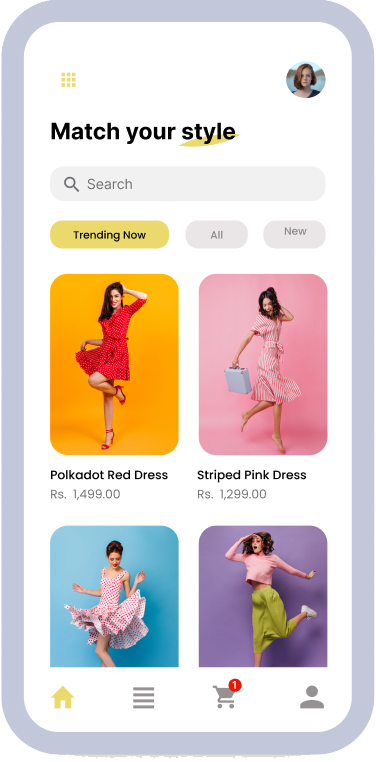 Match your style
Search
Trending Now
All
New
Polkadot Red Dress
Striped Pink Dress
Rs. 1,499.00
Rs. 1,299.00
1